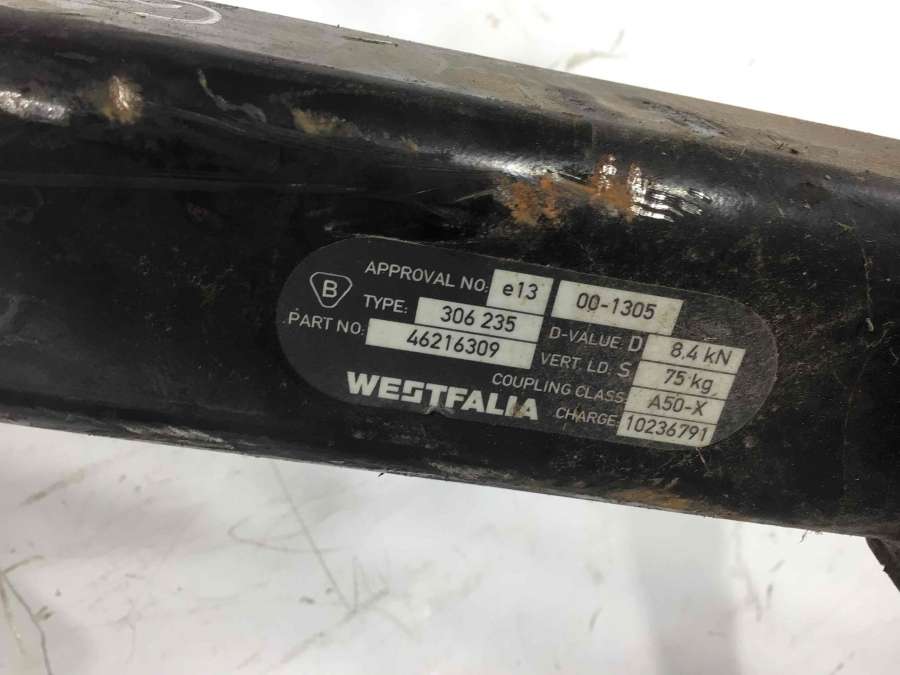 B
APPROVAL NO: e13 00-1305
TYPE: 306 235 D-VALUE D 8,4 kN
PART NO: 46216309 VERT. LD. S 75 kg
COUPLING CLASS: A50-X
WESTFALIA CHARGE: 10236791